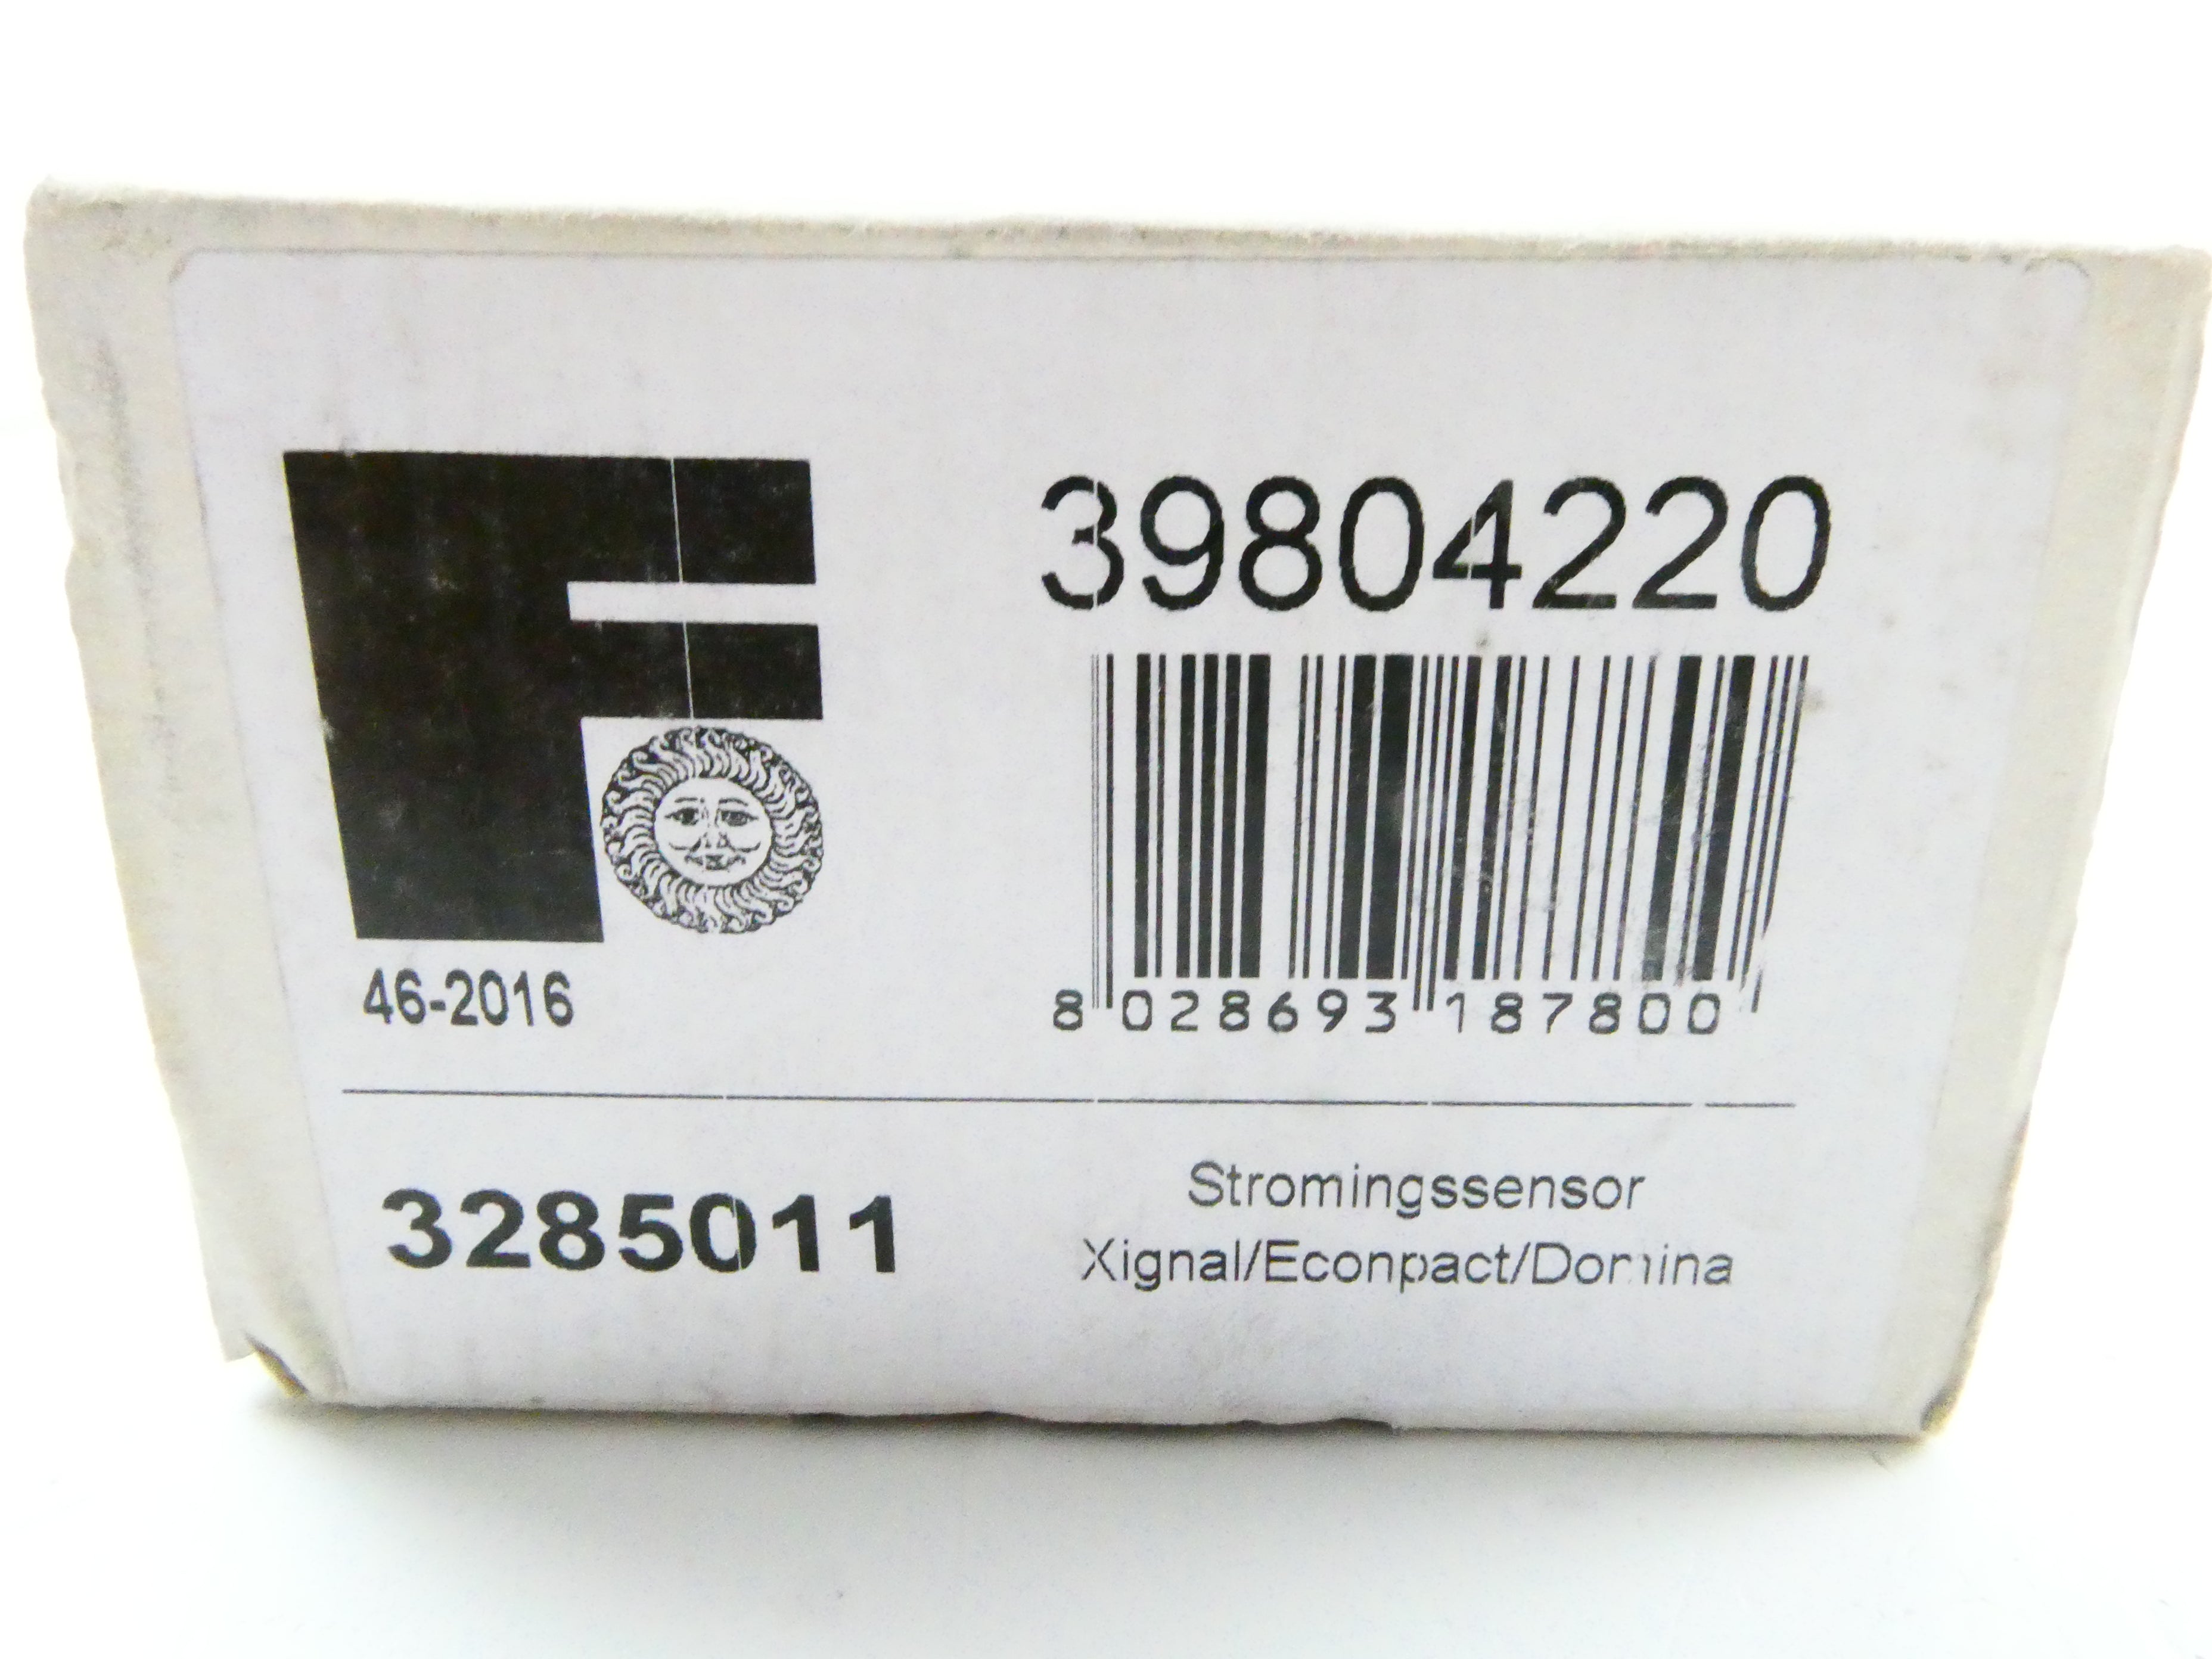 F
39804220
8 028693 187800
46-2016
3285011
Stromingssensor
Xignal/Econpact/Domina